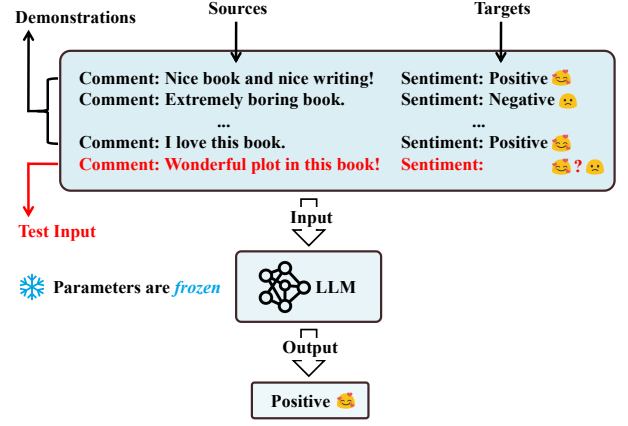 Demonstrations
Sources
Targets
Comment: Nice book and nice writing! Sentiment: Positive 🥰
Comment: Extremely boring book. Sentiment: Negative 🙁
... ...
Comment: I love this book. Sentiment: Positive 🥰
Comment: Wonderful plot in this book! Sentiment: 🥰 ? 🙁
Test Input
Input
Parameters are frozen
LLM
Output
Positive 🥰